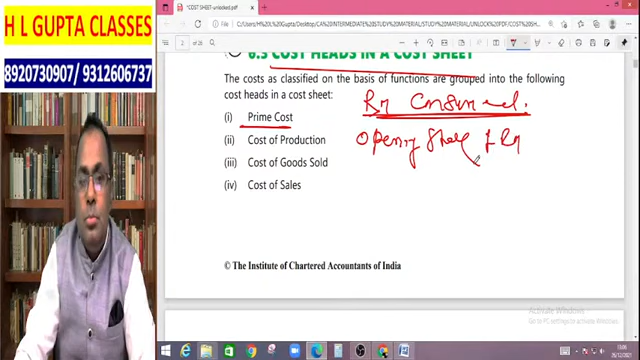 H L GUPTA CLASSES
8920730907/ 9312606737
6.3 COST HEADS IN A COST SHEET
The costs as classified on the basis of functions are grouped into the following
cost heads in a cost sheet:
(i) Prime Cost
(ii) Cost of Production
(iii) Cost of Goods Sold
(iv) Cost of Sales
Rm Consumed.
Opening Stock of Rm
© The Institute of Chartered Accountants of India
Activate Windows
Go to PC settings to activate Windows.